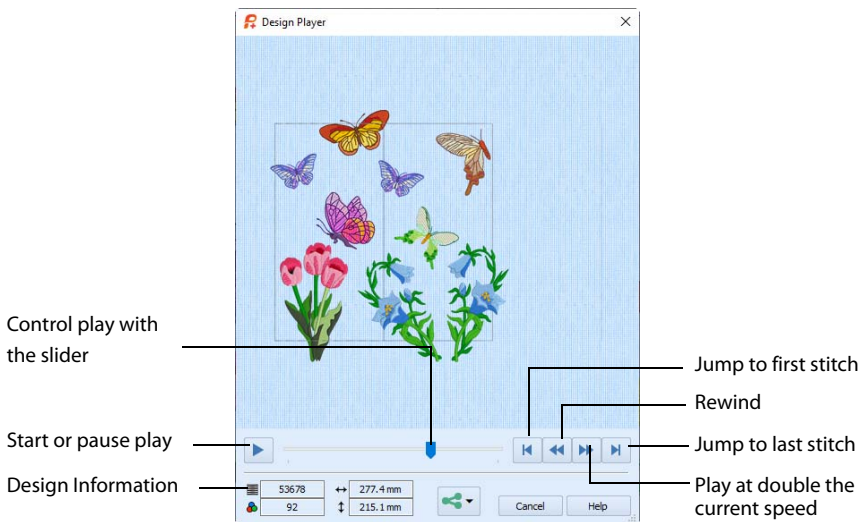 Design Player
Control play with
the slider
Jump to first stitch
Rewind
Start or pause play
Jump to last stitch
Design Information
53678
277.4 mm
92
215.1 mm
Cancel
Help
Play at double the
current speed